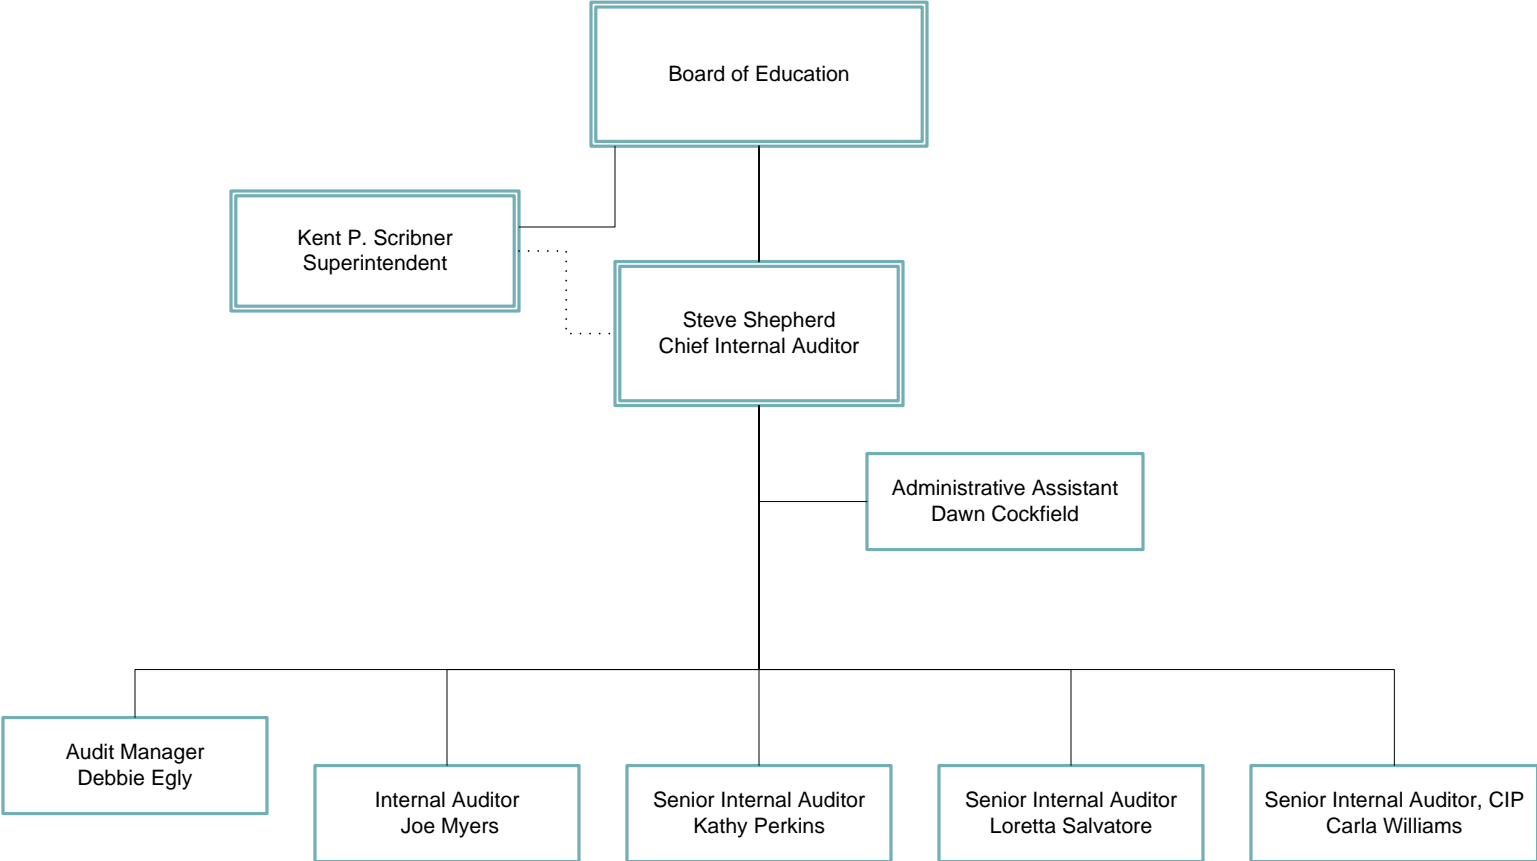 Board of Education
Kent P. Scribner
Superintendent
Steve Shepherd
Chief Internal Auditor
Administrative Assistant
Dawn Cockfield
Audit Manager
Debbie Egly
Internal Auditor
Joe Myers
Senior Internal Auditor
Kathy Perkins
Senior Internal Auditor
Loretta Salvatore
Senior Internal Auditor, CIP
Carla Williams